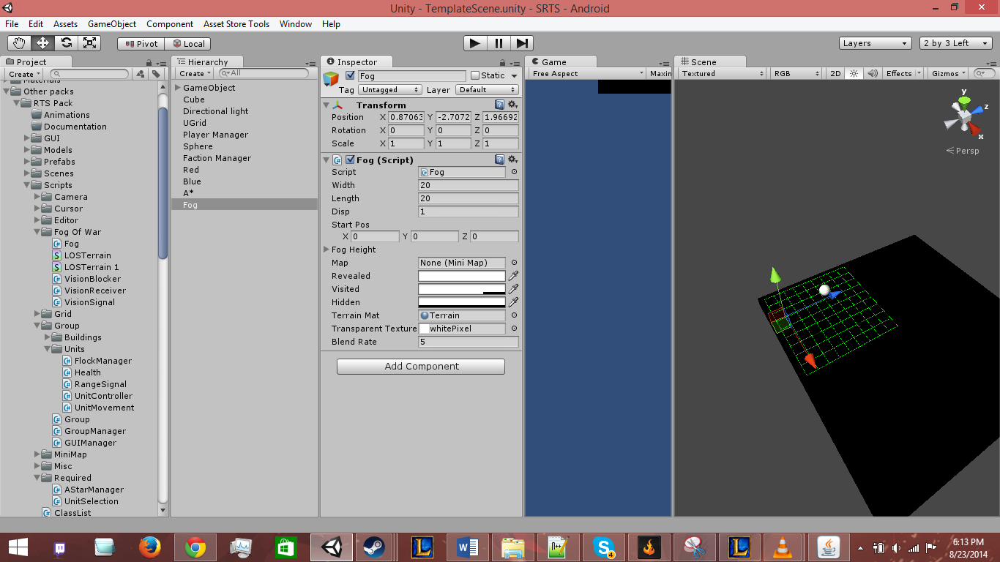 Unity - TemplateScene.unity - SRTS - Android
File Edit Assets GameObject Component Asset Store Tools Window Help
Pivot Local Layers 2 by 3 Left
Project
Create
Materials
Other packs
RTS Pack
Animations
Documentation
GUI
Models
Prefabs
Scenes
Scripts
Camera
Cursor
Editor
Fog Of War
Fog
LOSTerrain
LOSTerrain 1
VisionBlocker
VisionReceiver
VisionSignal
Grid
Group
Buildings
Units
FlockManager
Health
RangeSignal
UnitController
UnitMovement
Group
GroupManager
GUIManager
MiniMap
Misc
Required
AStarManager
UnitSelection
ClassList
Hierarchy
Create All
GameObject
Cube
Directional light
UGrid
Player Manager
Sphere
Faction Manager
Red
Blue
A*
Fog
Inspector
Fog Static
Tag Untagged Layer Default
Transform
Position X 0.87063 Y -2.7072 Z 1.96692
Rotation X 0 Y 0 Z 0
Scale X 1 Y 1 Z 1
Fog (Script)
Script Fog
Width 20
Length 20
Disp 1
Start Pos
X 0 Y 0 Z 0
Fog Height
Map None (Mini Map)
Revealed
Visited
Hidden
Terrain Mat Terrain
Transparent Texture whitePixel
Blend Rate 5
Add Component
Game
Free Aspect Maxin
Scene
Textured RGB 2D Effects Gizmos All
y
z
x
Persp
6:13 PM
8/23/2014